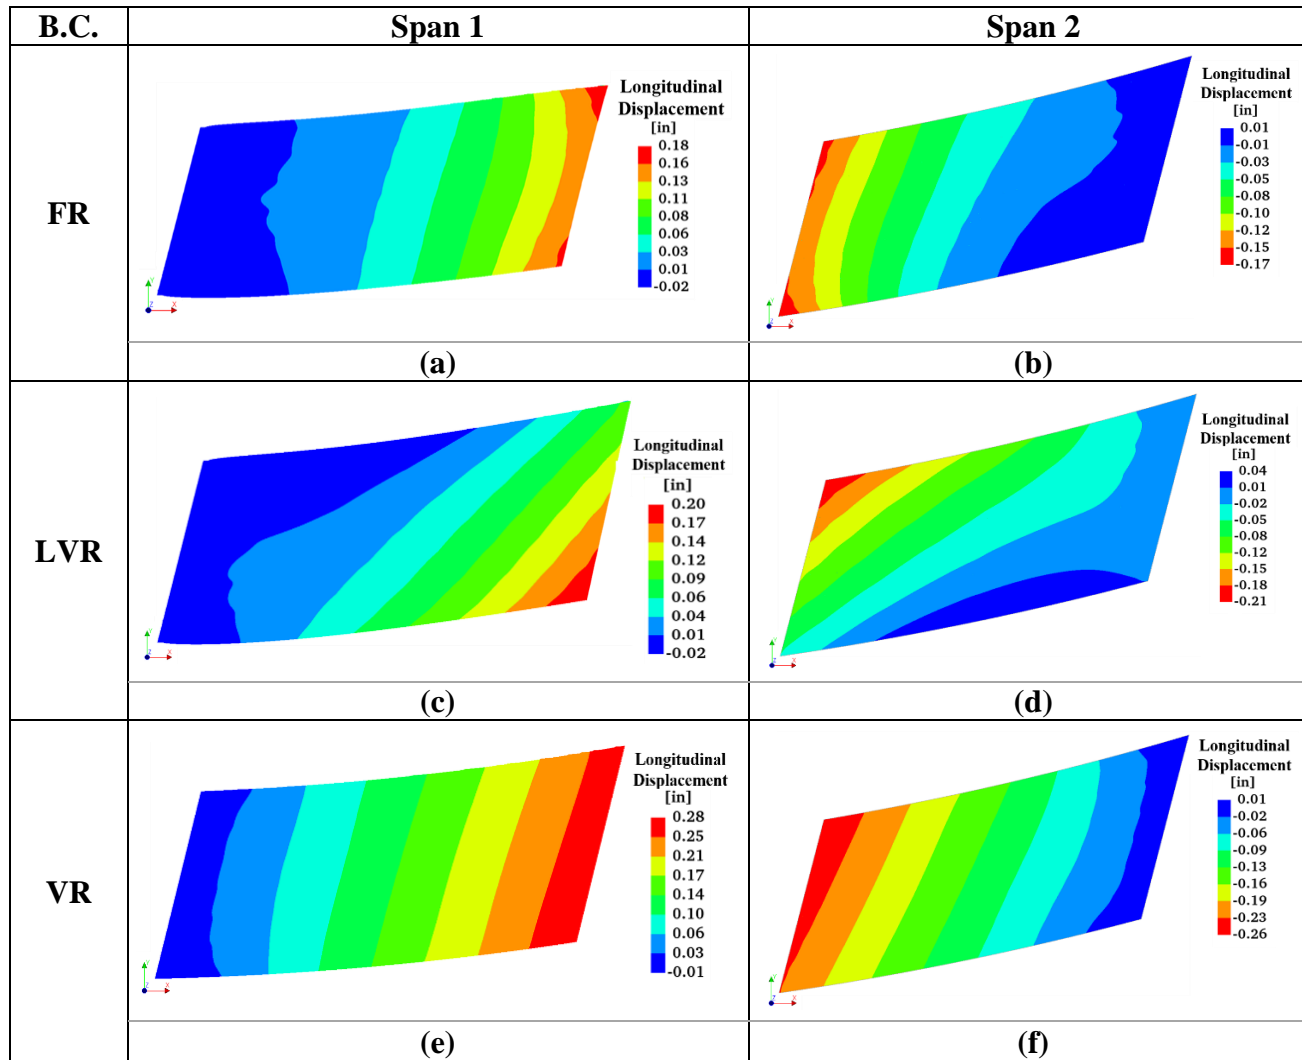 B.C.
Span 1
Span 2
FR
Longitudinal
Displacement
[in]
0.18
0.16
0.13
0.11
0.08
0.06
0.03
0.01
-0.02
Y
Z
X
(a)
Longitudinal
Displacement
[in]
0.01
-0.01
-0.03
-0.05
-0.08
-0.10
-0.12
-0.15
-0.17
Y
Z
X
(b)
LVR
Longitudinal
Displacement
[in]
0.20
0.17
0.14
0.12
0.09
0.06
0.04
0.01
-0.02
Y
Z
X
(c)
Longitudinal
Displacement
[in]
0.04
0.01
-0.02
-0.05
-0.08
-0.12
-0.15
-0.18
-0.21
Y
Z
X
(d)
VR
Longitudinal
Displacement
[in]
0.28
0.25
0.21
0.17
0.14
0.10
0.06
0.03
-0.01
Y
Z
X
(e)
Longitudinal
Displacement
[in]
0.01
-0.02
-0.06
-0.09
-0.13
-0.16
-0.19
-0.23
-0.26
Y
Z
X
(f)